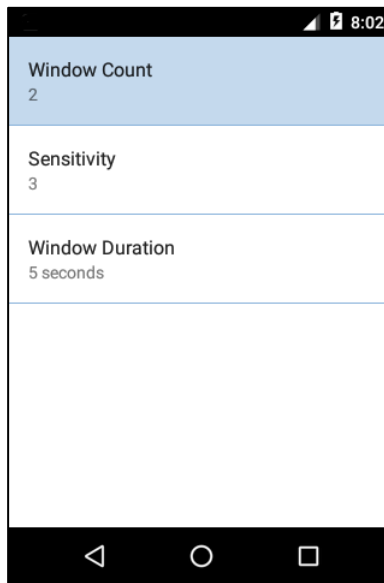 8:02
Window Count
2
Sensitivity
3
Window Duration
5 seconds